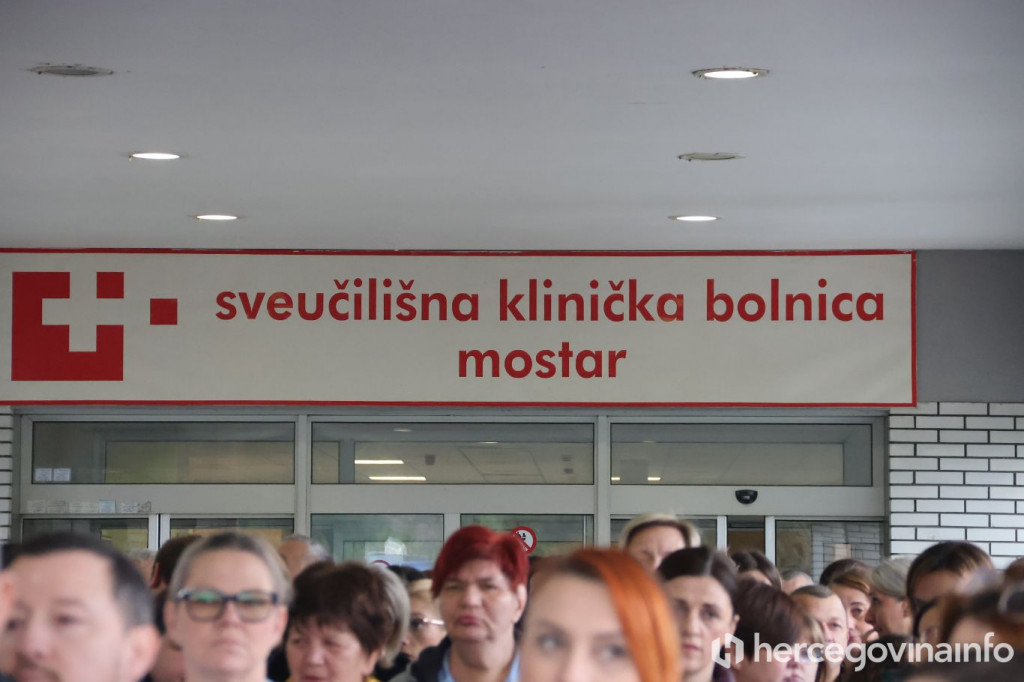 sveučilišna klinička bolnica
mostar
hercegovinainfo